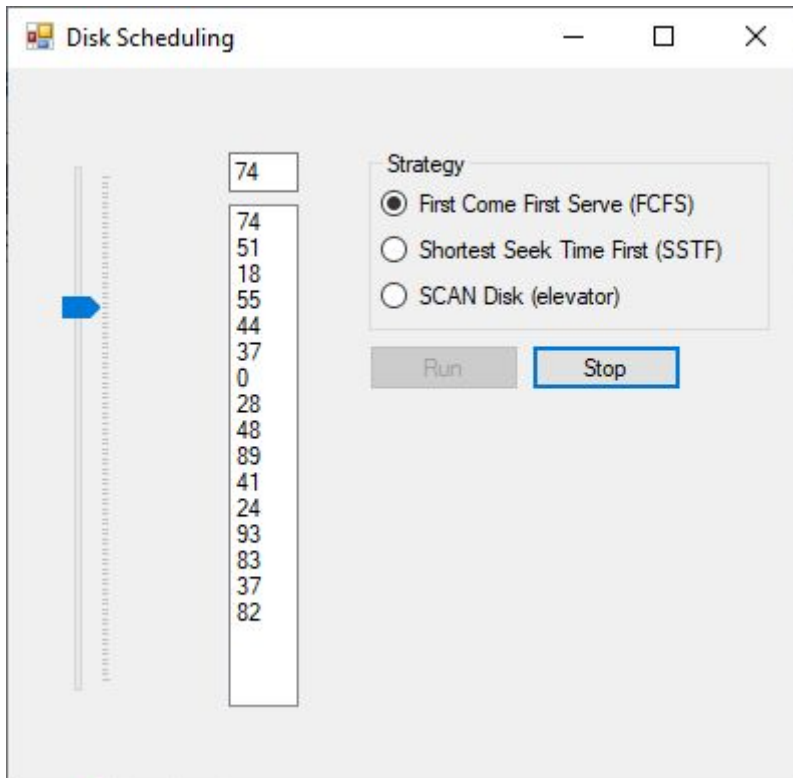 Disk Scheduling
74
74
51
18
55
44
37
0
28
48
89
41
24
93
83
37
82
Strategy
First Come First Serve (FCFS)
Shortest Seek Time First (SSTF)
SCAN Disk (elevator)
Run Stop